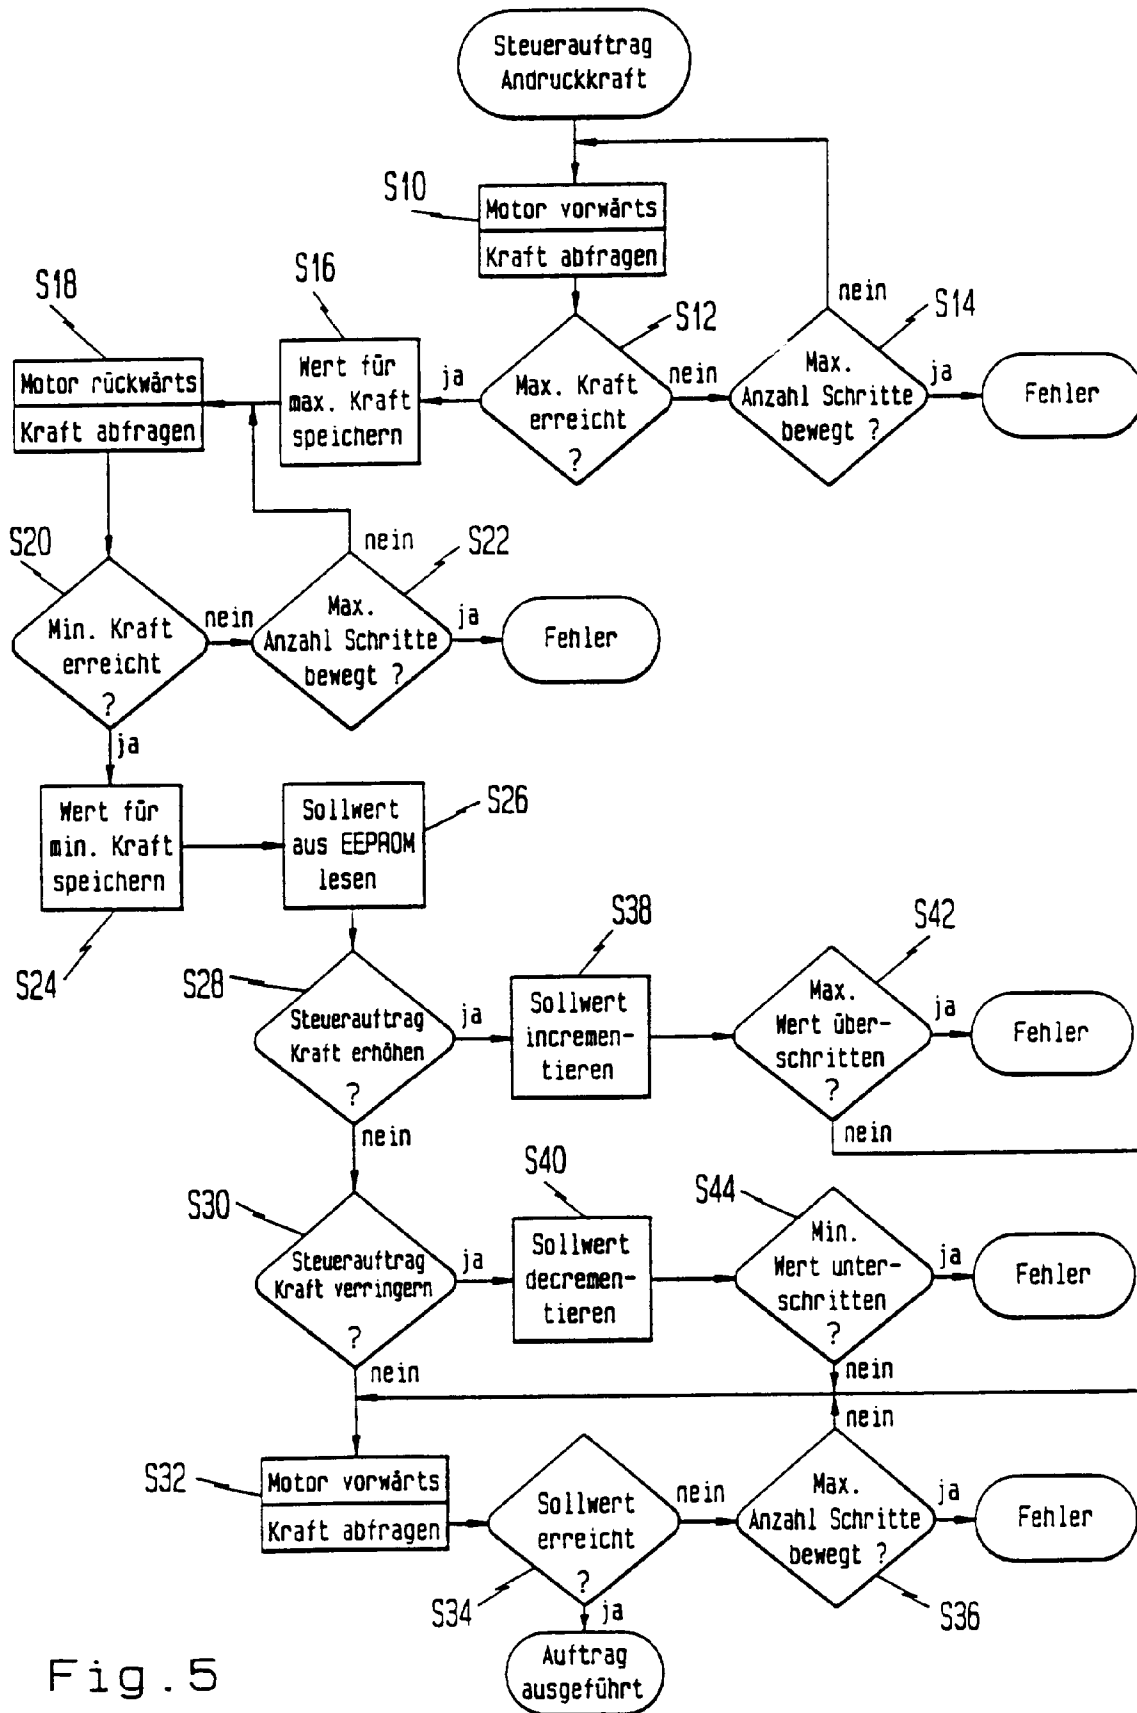 Steuerauftrag
Andruckkraft
S10
Motor vorwärts
Kraft abfragen
S12
Max. Kraft
erreicht
?
nein
S14
nein
Max.
Anzahl Schritte
bewegt ?
ja
Fehler
ja
S16
Wert für
max. Kraft
speichern
S18
Motor rückwärts
Kraft abfragen
S20
Min. Kraft
erreicht
?
nein
S22
nein
Max.
Anzahl Schritte
bewegt ?
ja
Fehler
ja
Wert für
min. Kraft
speichern
S24
Sollwert
aus EEPROM
lesen
S26
S28
Steuerauftrag
Kraft erhöhen
?
ja
S38
Sollwert
incremen-
tieren
S42
Max.
Wert über-
schritten
?
ja
Fehler
nein
nein
S30
Steuerauftrag
Kraft verringern
?
ja
S40
Sollwert
decremen-
tieren
S44
Min.
Wert unter-
schritten
?
ja
Fehler
nein
nein
S32
Motor vorwärts
Kraft abfragen
Sollwert
erreicht
?
S34
nein
nein
Max.
Anzahl Schritte
bewegt ?
S36
ja
Fehler
ja
Auftrag
ausgeführt
Fig.5